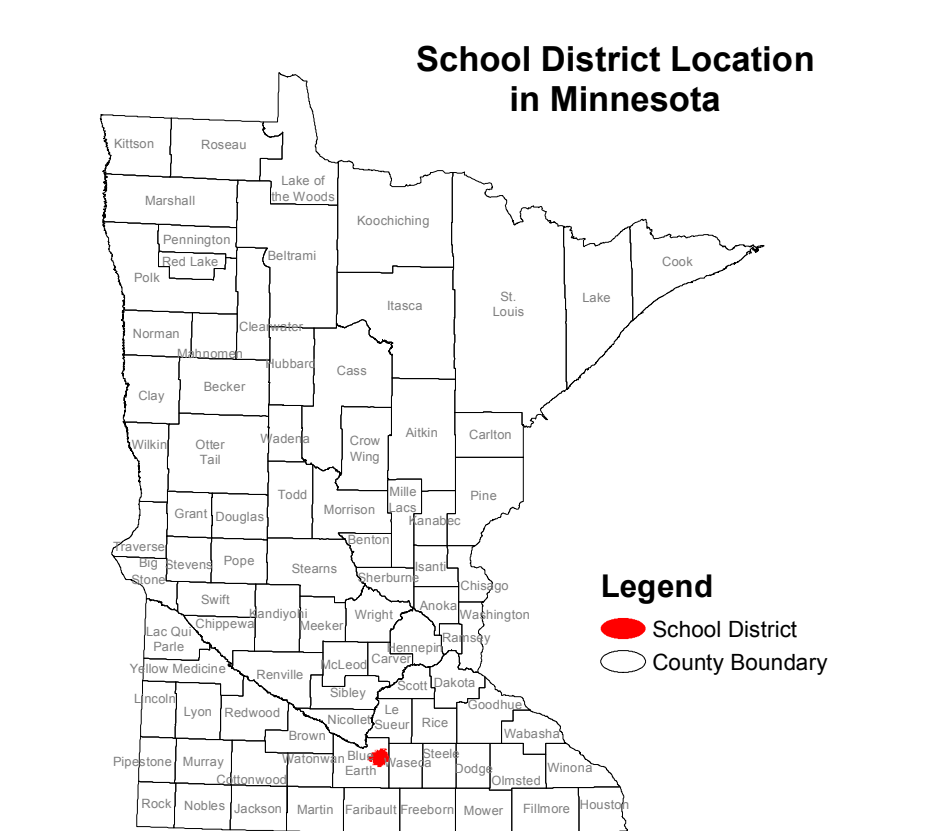 School District Location
in Minnesota
Kittson
Roseau
Lake of
the Woods
Marshall
Koochiching
Pennington
Red Lake
Beltrami
Polk
Cook
St.
Louis
Lake
Itasca
Norman
Clearwater
Mahnomen
Hubbard
Cass
Becker
Clay
Wilkin
Otter
Tail
Wadena
Crow
Wing
Aitkin
Carlton
Todd
Mille
Lacs
Pine
Grant
Douglas
Morrison
Kanabec
Traverse
Benton
Big
Stone
Stevens
Pope
Stearns
Isanti
Sherburne
Chisago
Swift
Kandiyohi
Meeker
Wright
Anoka
Washington
Chippewa
Lac Qui
Parle
Ramsey
Hennepin
McLeod
Carver
Yellow Medicine
Renville
Scott
Dakota
Sibley
Lincoln
Lyon
Redwood
Nicollet
Le
Sueur
Rice
Goodhue
Brown
Wabasha
Pipestone
Murray
Cottonwood
Watonwan
Blue
Earth
Waseca
Steele
Dodge
Olmsted
Winona
Rock
Nobles
Jackson
Martin
Faribault
Freeborn
Mower
Fillmore
Houston
Legend
School District
County Boundary